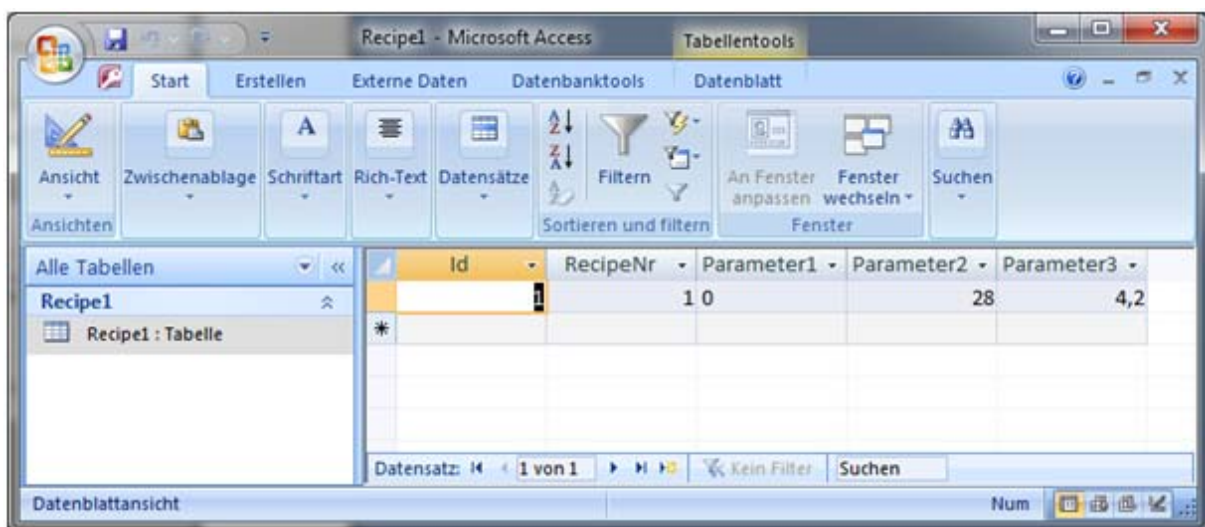 Recipe1 - Microsoft Access Tabellentools
Start Erstellen Externe Daten Datenbanktools Datenblatt
Ansicht Zwischenablage Schriftart Rich-Text Datensätze Filtern An Fenster anpassen Fenster wechseln Suchen
Ansichten Sortieren und filtern Fenster
Alle Tabellen
Id RecipeNr Parameter1 Parameter2 Parameter3
Recipe1
1 1 0 28 4,2
Recipe1 : Tabelle
Datensatz: 1 von 1 Kein Filter Suchen
Datenblattansicht Num